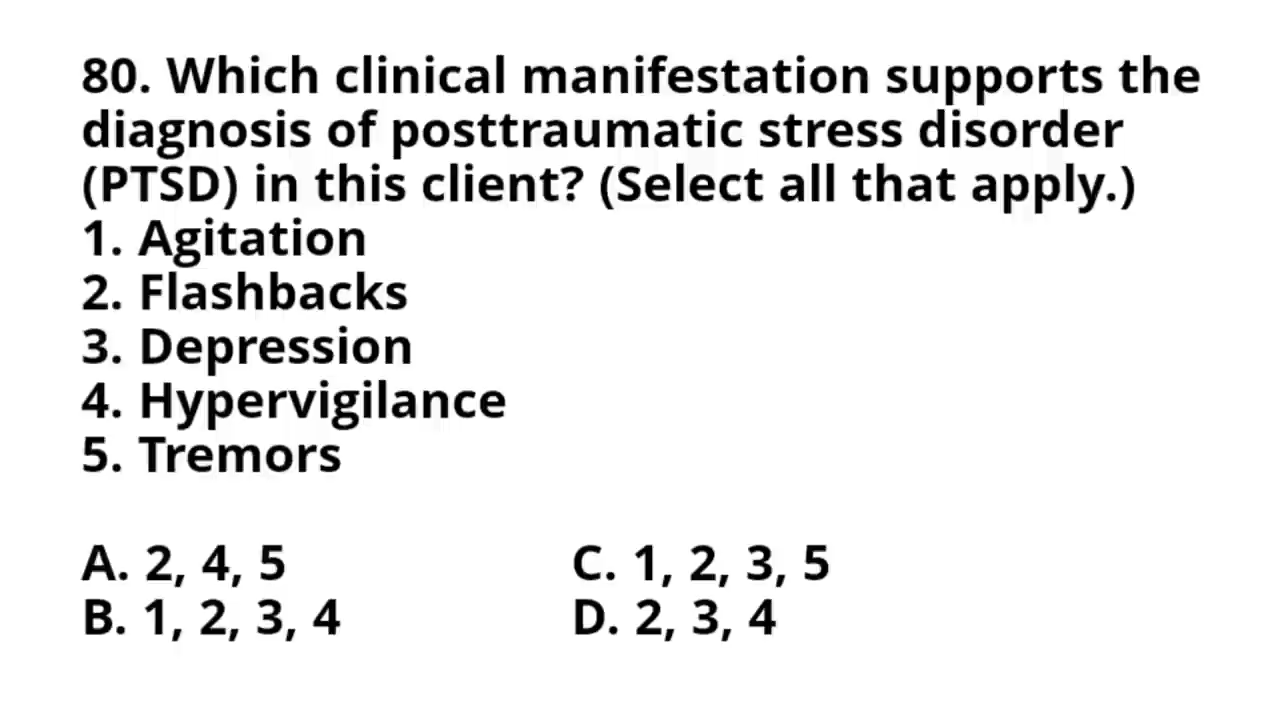 80. Which clinical manifestation supports the
diagnosis of posttraumatic stress disorder
(PTSD) in this client? (Select all that apply.)
1. Agitation
2. Flashbacks
3. Depression
4. Hypervigilance
5. Tremors
A. 2, 4, 5
B. 1, 2, 3, 4
C. 1, 2, 3, 5
D. 2, 3, 4